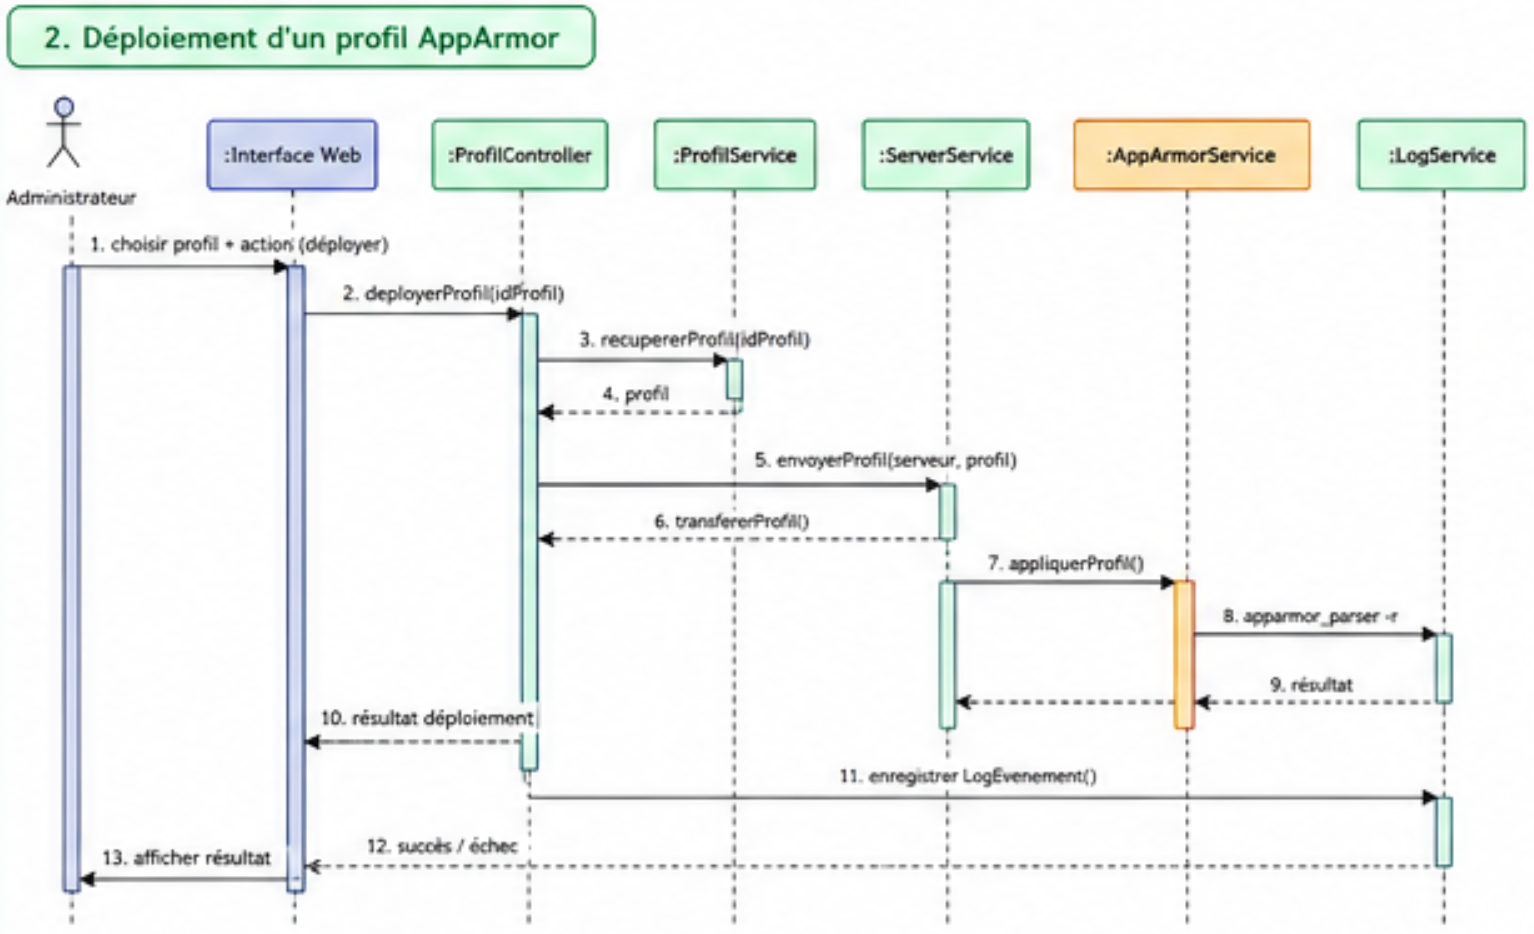 2. Déploiement d'un profil AppArmor
Administrateur
:Interface Web
:ProfilController
:ProfilService
:ServerService
:AppArmorService
:LogService
1. choisir profil + action (déployer)
2. deployerProfil(idProfil)
3. recupererProfil(idProfil)
4. profil
5. envoyerProfil(serveur, profil)
6. transfererProfil()
7. appliquerProfil()
8. apparmor_parser -r
9. résultat
10. résultat déploiement
11. enregistrer LogEvenement()
12. succès / échec
13. afficher résultat